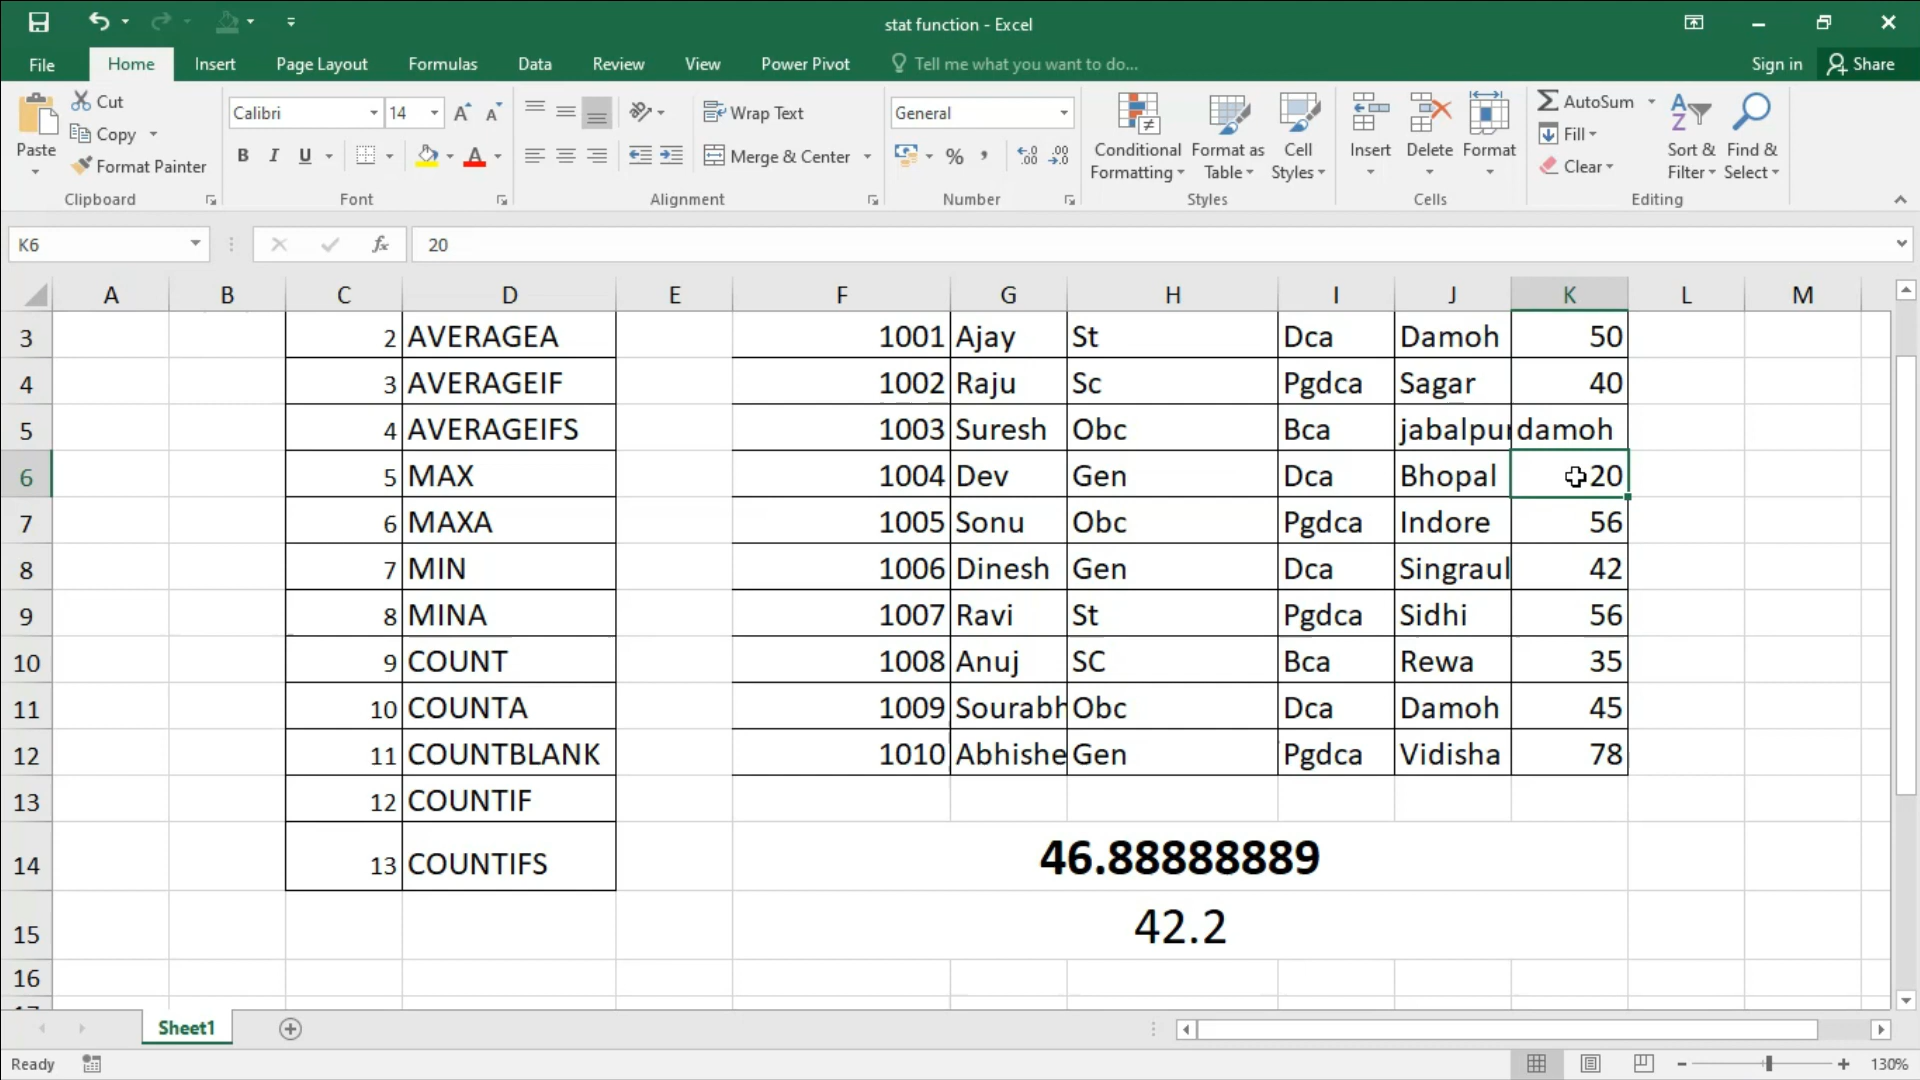 stat function - Excel
File Home Insert Page Layout Formulas Data Review View Power Pivot Tell me what you want to do... Sign in Share
Paste
Cut
Copy
Format Painter
Clipboard
Calibri 14
B I U
Font
Wrap Text
Merge & Center
Alignment
General
%
Number
Conditional Formatting
Format as Table
Cell Styles
Styles
Insert Delete Format
Cells
AutoSum
Fill
Clear
Sort & Filter
Find & Select
Editing
K6 fx 20
A B C D E F G H I J K L M
3 2 AVERAGEA 1001 Ajay St Dca Damoh 50
4 3 AVERAGEIF 1002 Raju Sc Pgdca Sagar 40
5 4 AVERAGEIFS 1003 Suresh Obc Bca jabalpur damoh
6 5 MAX 1004 Dev Gen Dca Bhopal 20
7 6 MAXA 1005 Sonu Obc Pgdca Indore 56
8 7 MIN 1006 Dinesh Gen Dca Singraul 42
9 8 MINA 1007 Ravi St Pgdca Sidhi 56
10 9 COUNT 1008 Anuj SC Bca Rewa 35
11 10 COUNTA 1009 Sourabh Obc Dca Damoh 45
12 11 COUNTBLANK 1010 Abhishe Gen Pgdca Vidisha 78
13 12 COUNTIF
14 13 COUNTIFS 46.88888889
15 42.2
16
Sheet1
Ready 130%